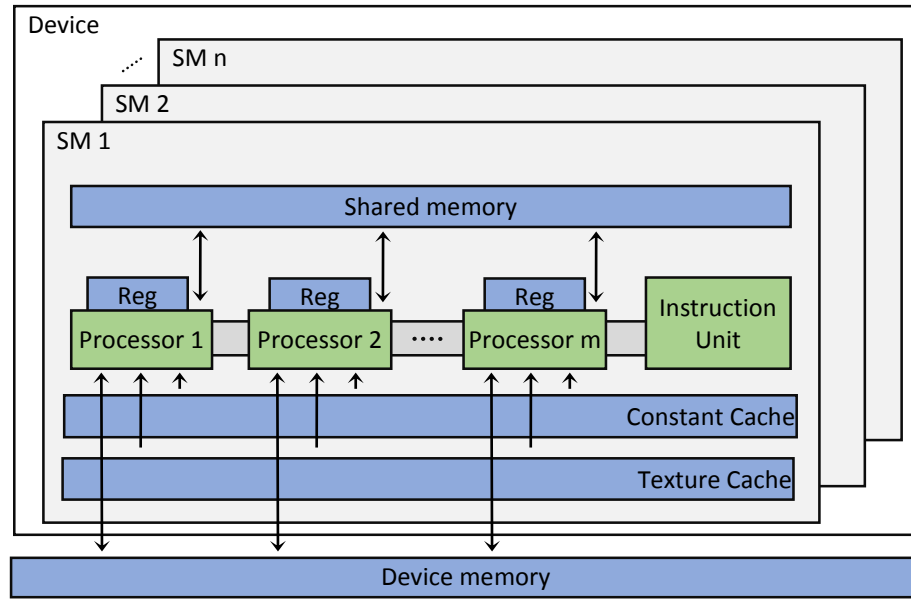 Device
SM n
SM 2
SM 1
Shared memory
Reg
Reg
Reg
Processor 1
Processor 2
....
Processor m
Instruction
Unit
Constant Cache
Texture Cache
Device memory